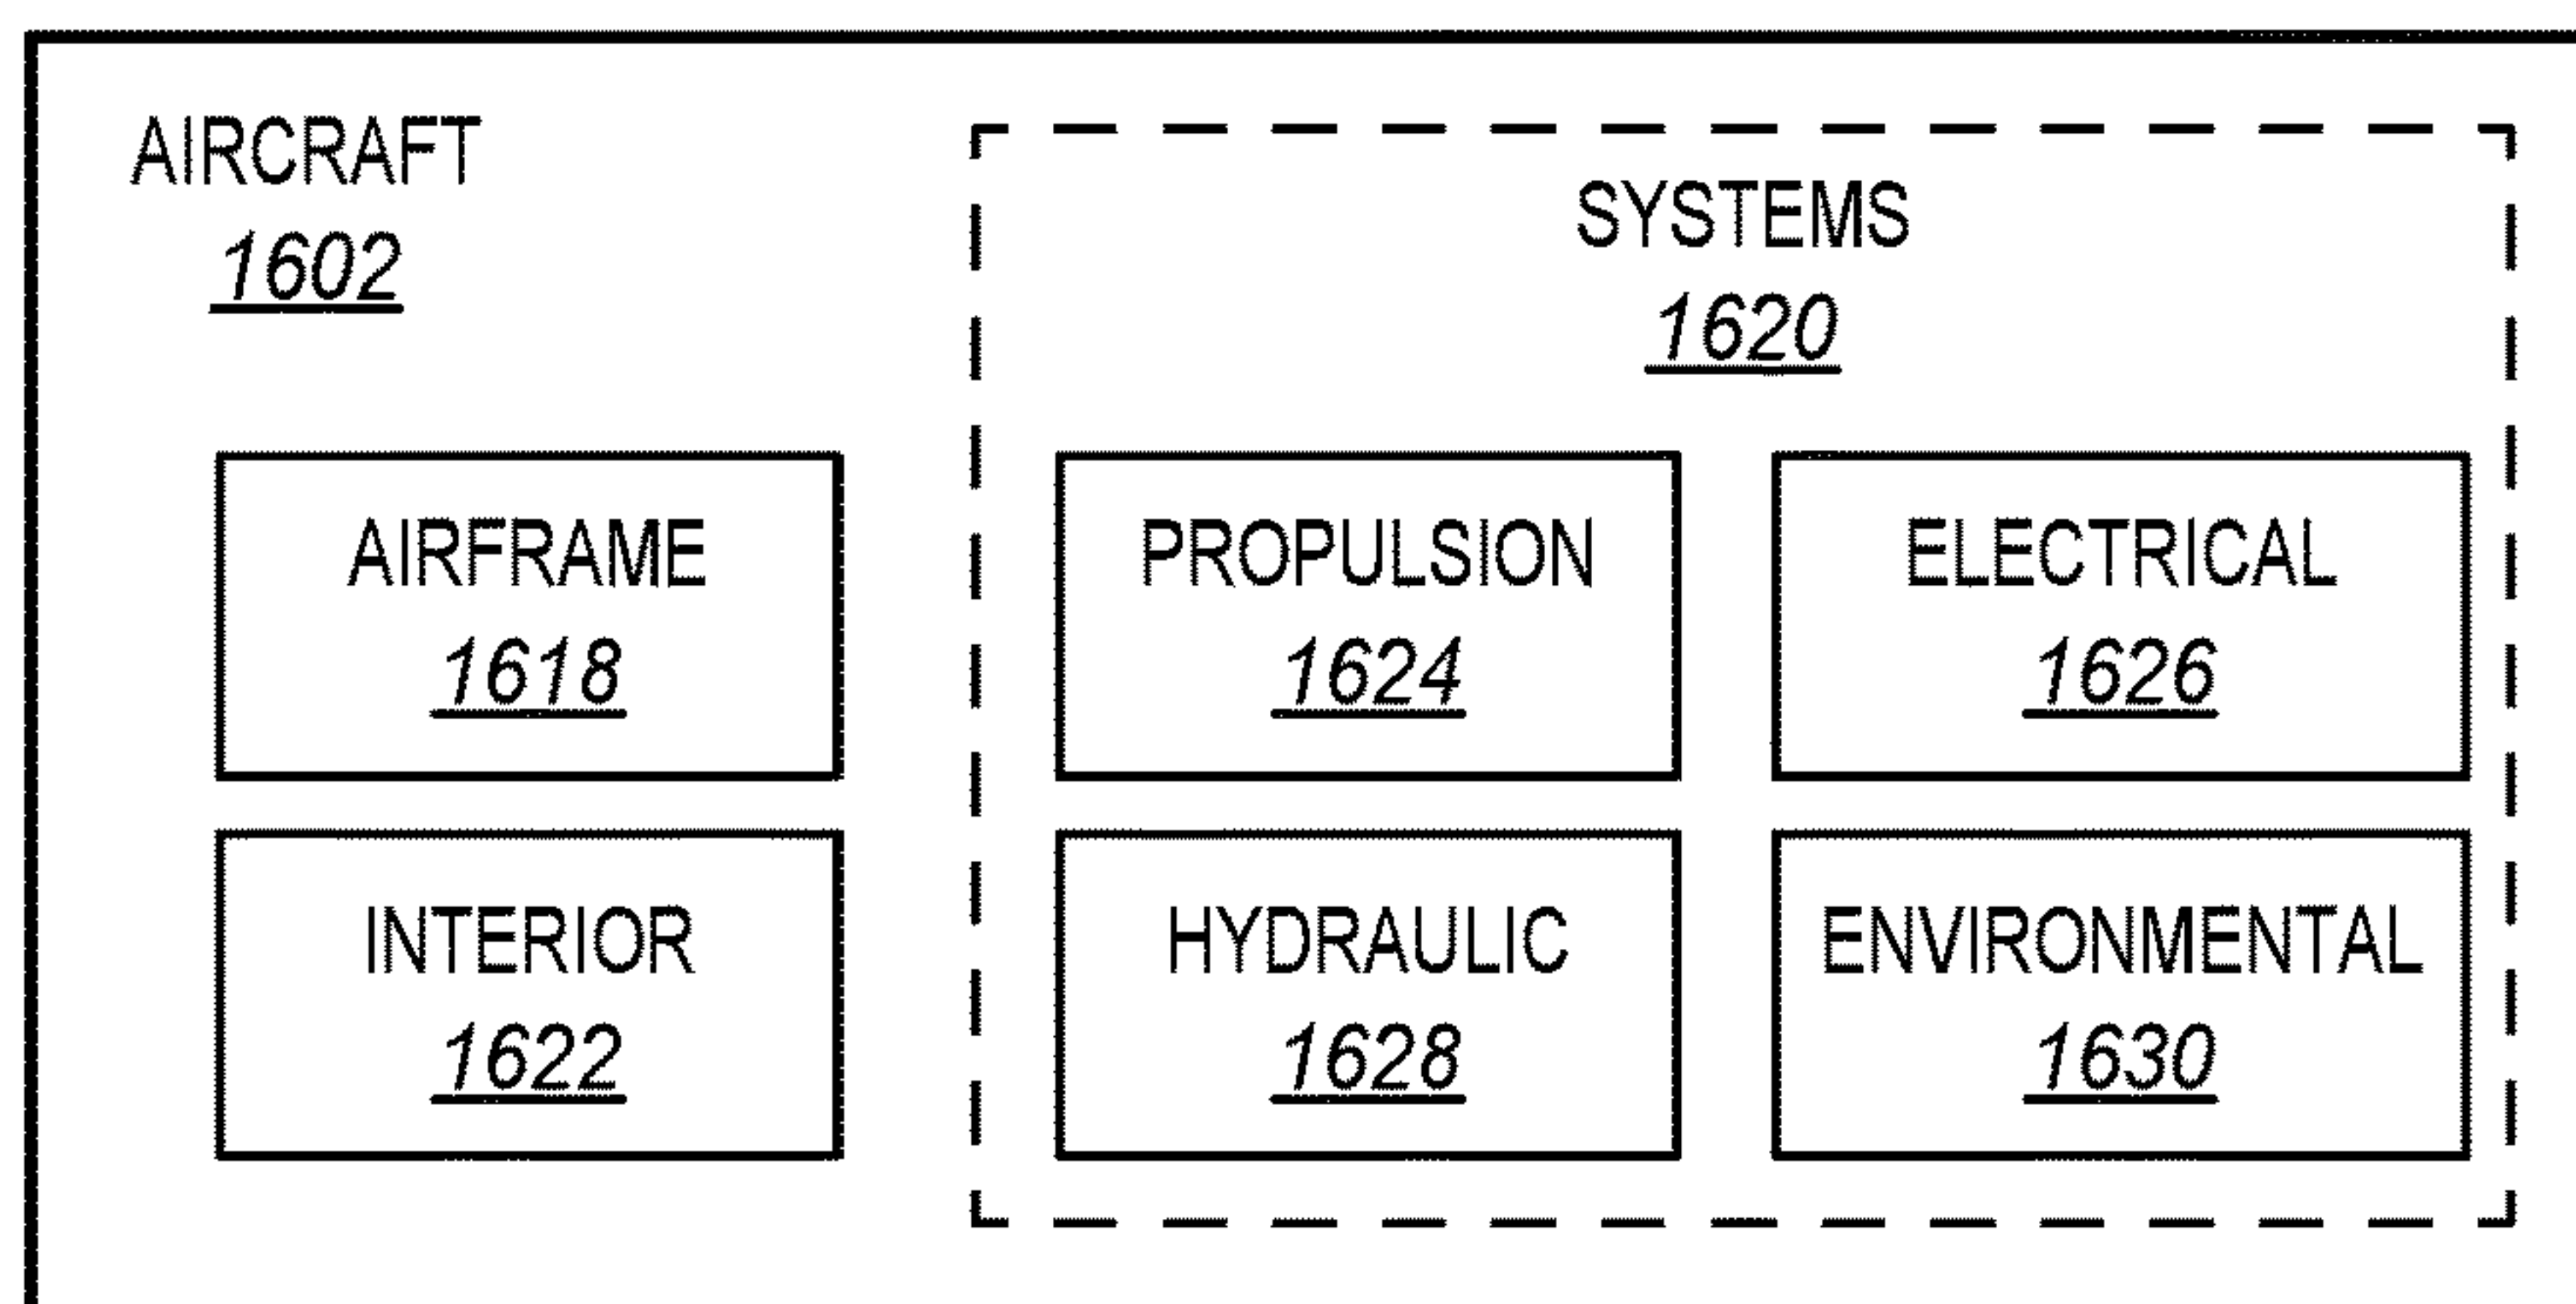 AIRCRAFT
1602
SYSTEMS
1620
AIRFRAME
1618
PROPULSION
1624
ELECTRICAL
1626
INTERIOR
1622
HYDRAULIC
1628
ENVIRONMENTAL
1630